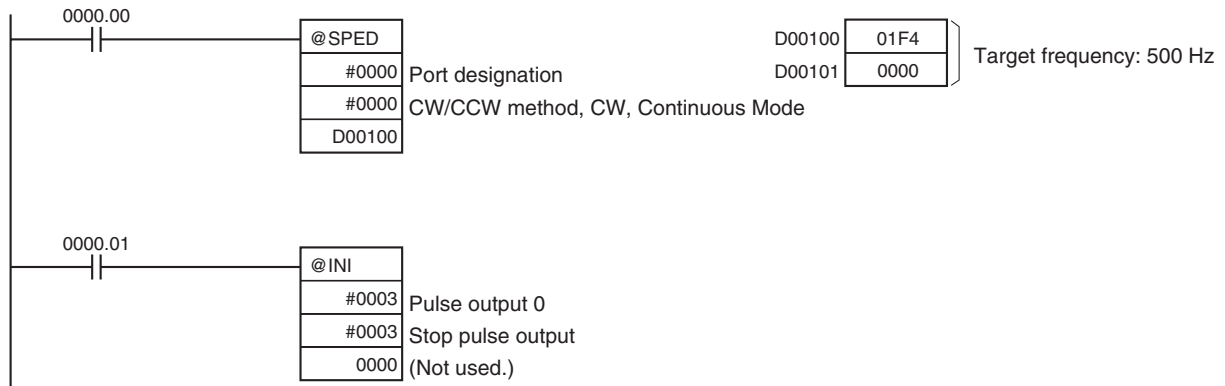 0000.00
@SPED
#0000 Port designation
#0000 CW/CCW method, CW, Continuous Mode
D00100
D00100 01F4
D00101 0000
Target frequency: 500 Hz
0000.01
@INI
#0003 Pulse output 0
#0003 Stop pulse output
0000 (Not used.)